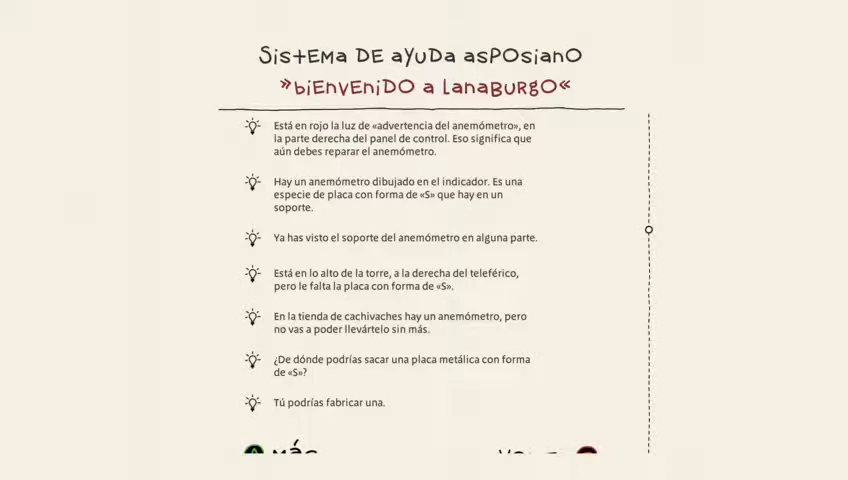 Sistema de ayuda asposiano
»bienvenido a Lanaburgo«
Está en rojo la luz de «advertencia del anemómetro», en
la parte derecha del panel de control. Eso significa que
aún debes reparar el anemómetro.
Hay un anemómetro dibujado en el indicador. Es una
especie de placa con forma de «S» que hay en un
soporte.
Ya has visto el soporte del anemómetro en alguna parte.
Está en lo alto de la torre, a la derecha del teleférico,
pero le falta la placa con forma de «S».
En la tienda de cachivaches hay un anemómetro, pero
no vas a poder llevártelo sin más.
¿De dónde podrías sacar una placa metálica con forma
de «S»?
Tú podrías fabricar una.
A más